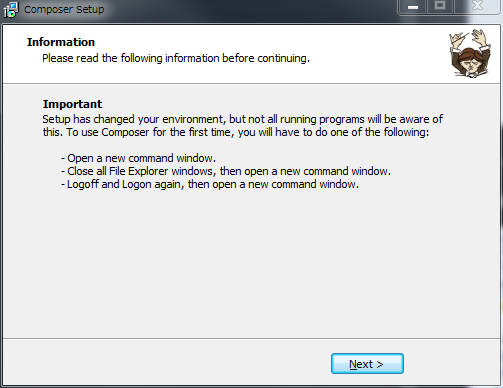 Composer Setup
Information
Please read the following information before continuing.
Important
Setup has changed your environment, but not all running programs will be aware of
this. To use Composer for the first time, you will have to do one of the following:
- Open a new command window.
- Close all File Explorer windows, then open a new command window.
- Logoff and Logon again, then open a new command window.
Next >